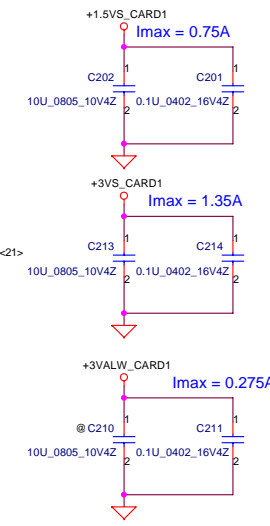 +1.5VS_CARD1
Imax = 0.75A
1 1
C202 C201
10U_0805_10V4Z 0.1U_0402_16V4Z
2 2
+3VS_CARD1
Imax = 1.35A
<21>
1 1
C213 C214
10U_0805_10V4Z 0.1U_0402_16V4Z
2 2
+3VALW_CARD1
Imax = 0.275A
1 1
@ C210 C211
10U_0805_10V4Z 0.1U_0402_16V4Z
2 2